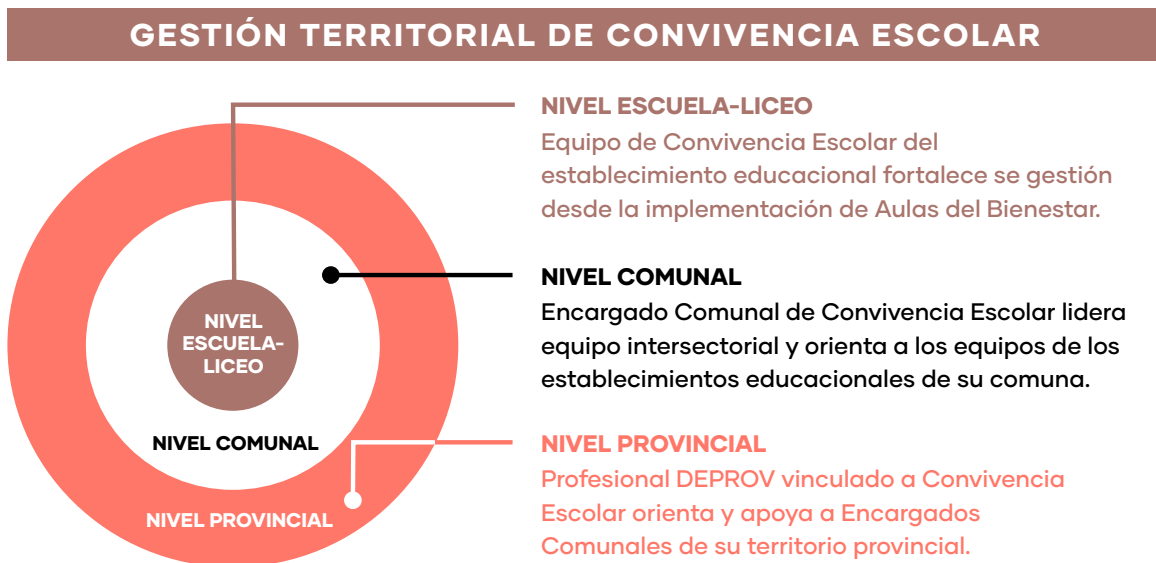 GESTIÓN TERRITORIAL DE CONVIVENCIA ESCOLAR
NIVEL ESCUELA-LICEO
Equipo de Convivencia Escolar del
establecimiento educacional fortalece se gestión
desde la implementación de Aulas del Bienestar.
NIVEL COMUNAL
Encargado Comunal de Convivencia Escolar lidera
equipo intersectorial y orienta a los equipos de los
establecimientos educacionales de su comuna.
NIVEL PROVINCIAL
Profesional DEPROV vinculado a Convivencia
Escolar orienta y apoya a Encargados
Comunales de su territorio provincial.
NIVEL
ESCUELA-
LICEO
NIVEL COMUNAL
NIVEL PROVINCIAL